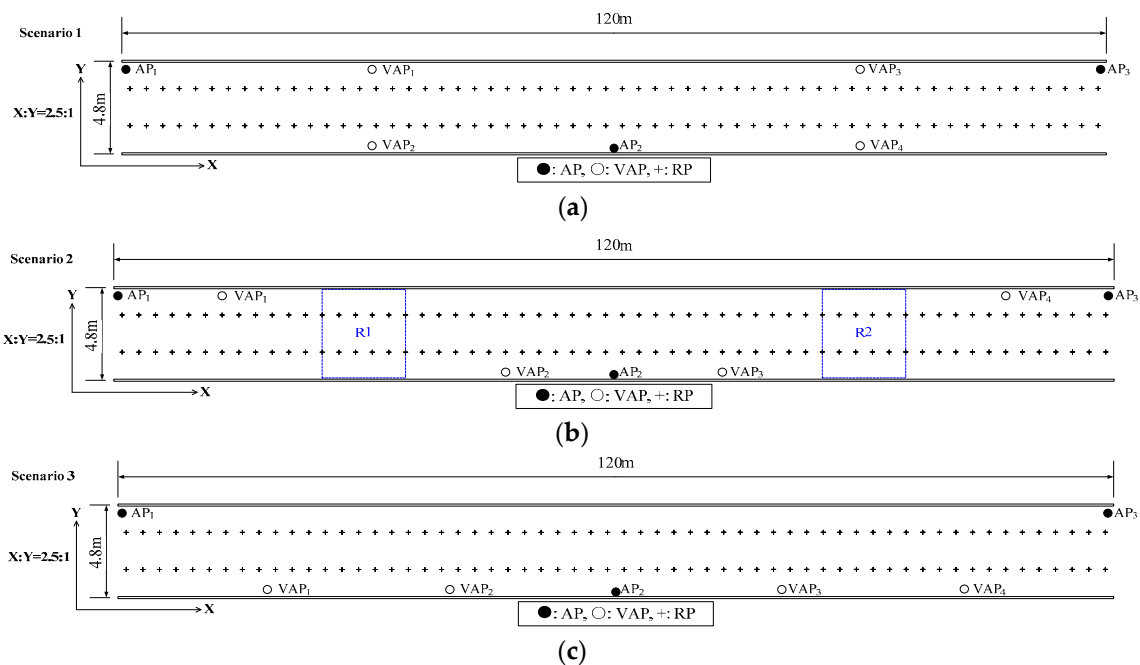 Scenario 1
120m
Y
AP1
VAP1
VAP3
AP3
X:Y=2.5:1
4.8m
VAP2
AP2
VAP4
X
●: AP, ○: VAP, +: RP
(a)
Scenario 2
120m
Y
AP1
VAP1
VAP4
AP3
X:Y=2.5:1
4.8m
R1
R2
VAP2
AP2
VAP3
X
●: AP, ○: VAP, +: RP
(b)
Scenario 3
120m
Y
AP1
AP3
X:Y=2.5:1
4.8m
VAP1
VAP2
AP2
VAP3
VAP4
X
●: AP, ○: VAP, +: RP
(c)